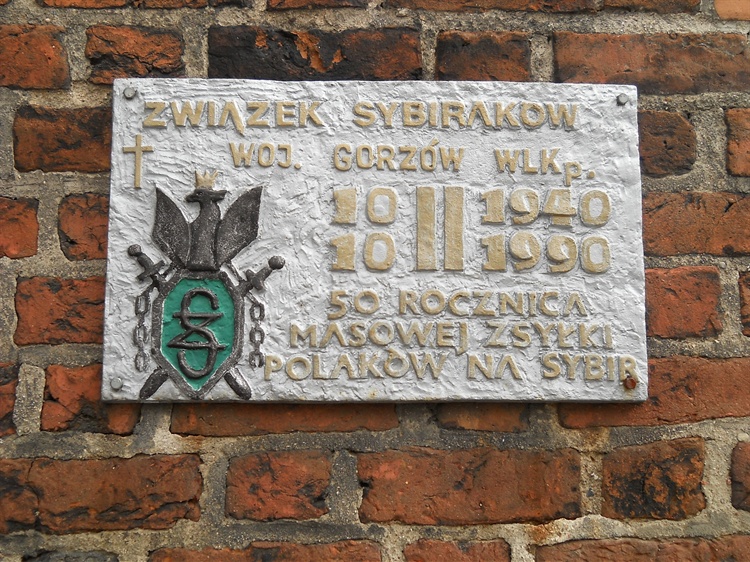 ZWIĄZEK SYBIRAKÓW
WOJ. GORZÓW WLKP.
10 II 1940
10 II 1990
50 ROCZNICA
MASOWEJ ZSYŁKI
POLAKÓW NA SYBIR